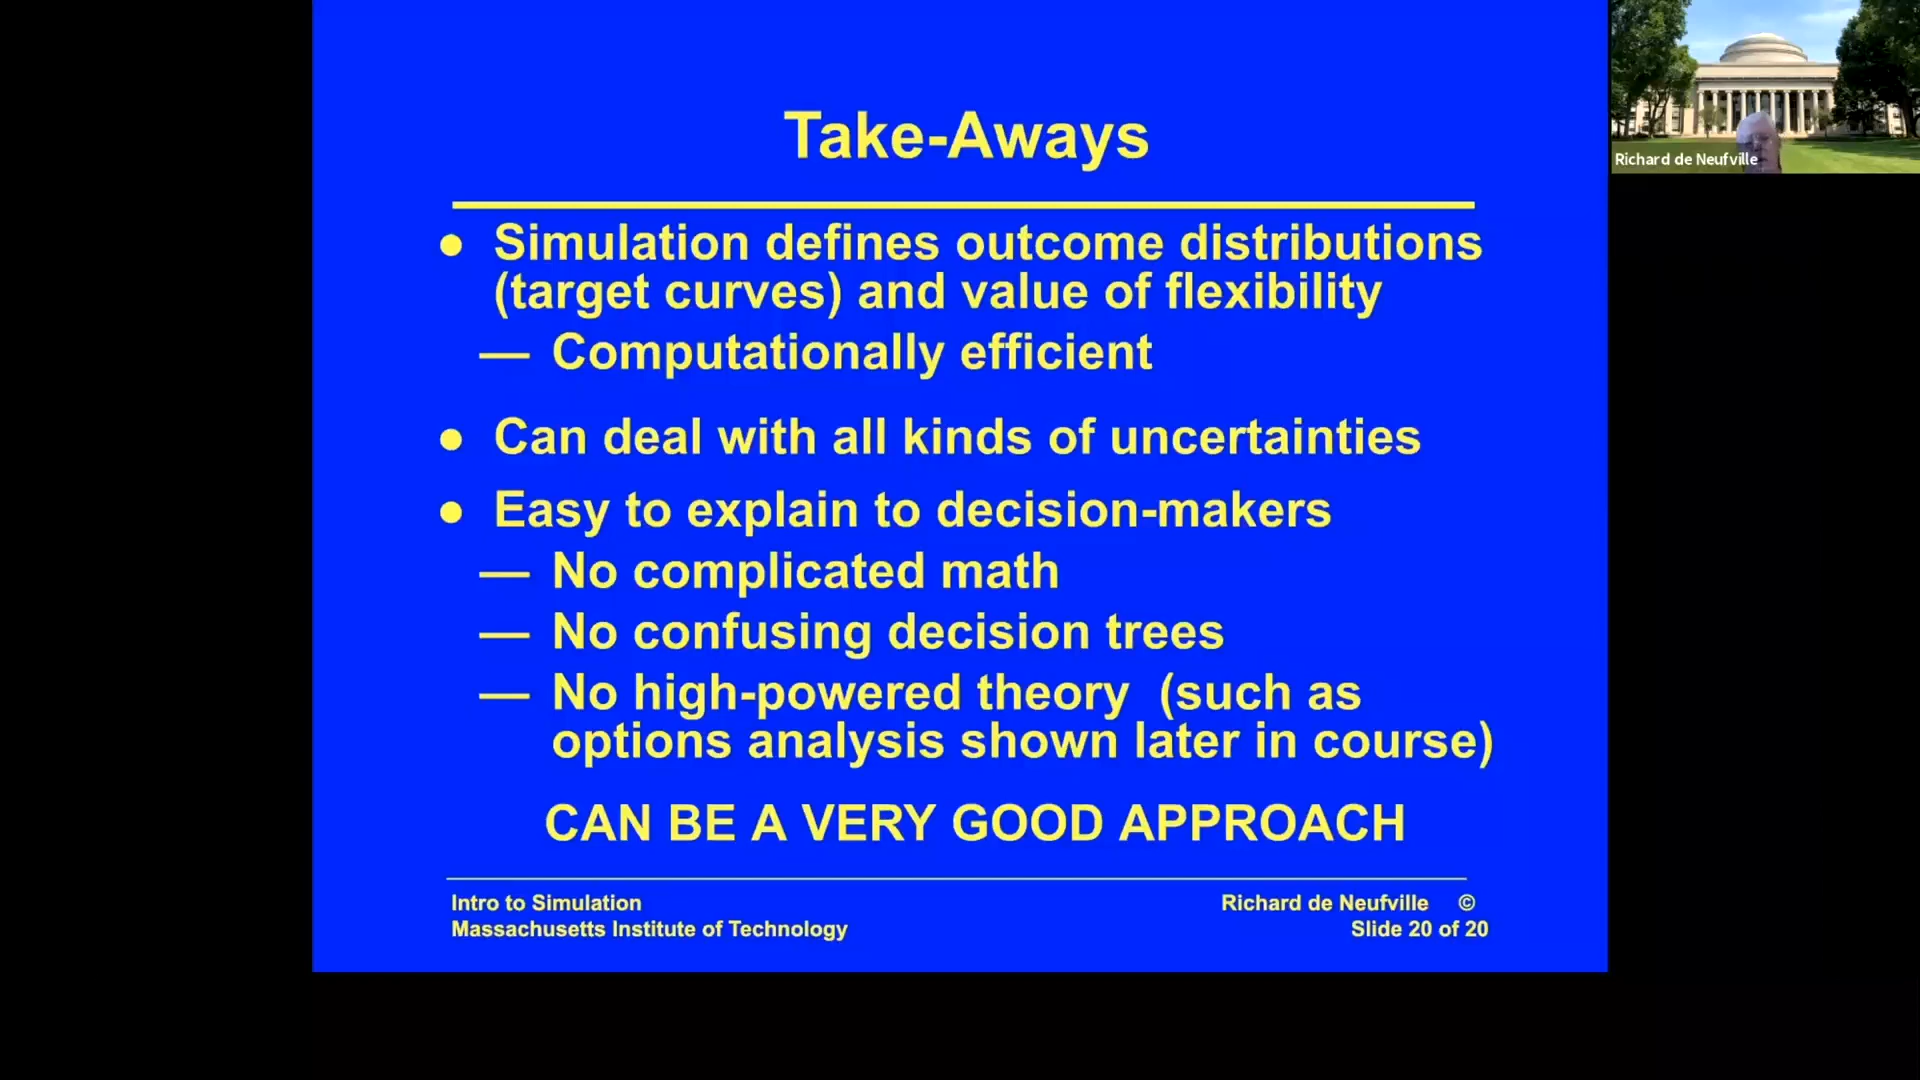 Take-Aways
● Simulation defines outcome distributions
(target curves) and value of flexibility
— Computationally efficient
● Can deal with all kinds of uncertainties
● Easy to explain to decision-makers
— No complicated math
— No confusing decision trees
— No high-powered theory (such as
options analysis shown later in course)
CAN BE A VERY GOOD APPROACH
Intro to Simulation
Massachusetts Institute of Technology
Richard de Neufville ©
Slide 20 of 20
Richard de Neufville